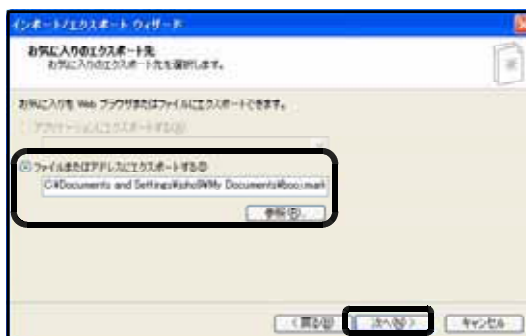 インポート/エクスポート ウィザード
お気に入りのエクスポート先
お気に入りのエクスポート先を選択します。
お気に入りを Web ブラウザまたはファイルにエクスポートできます。
アプリケーションにエクスポートする(A)
ファイルまたはアドレスにエクスポートする(F)
C:¥Documents and Settings¥ ¥My Documents¥bookmark
参照(R)...
< 戻る(B)
次へ(N) >
キャンセル